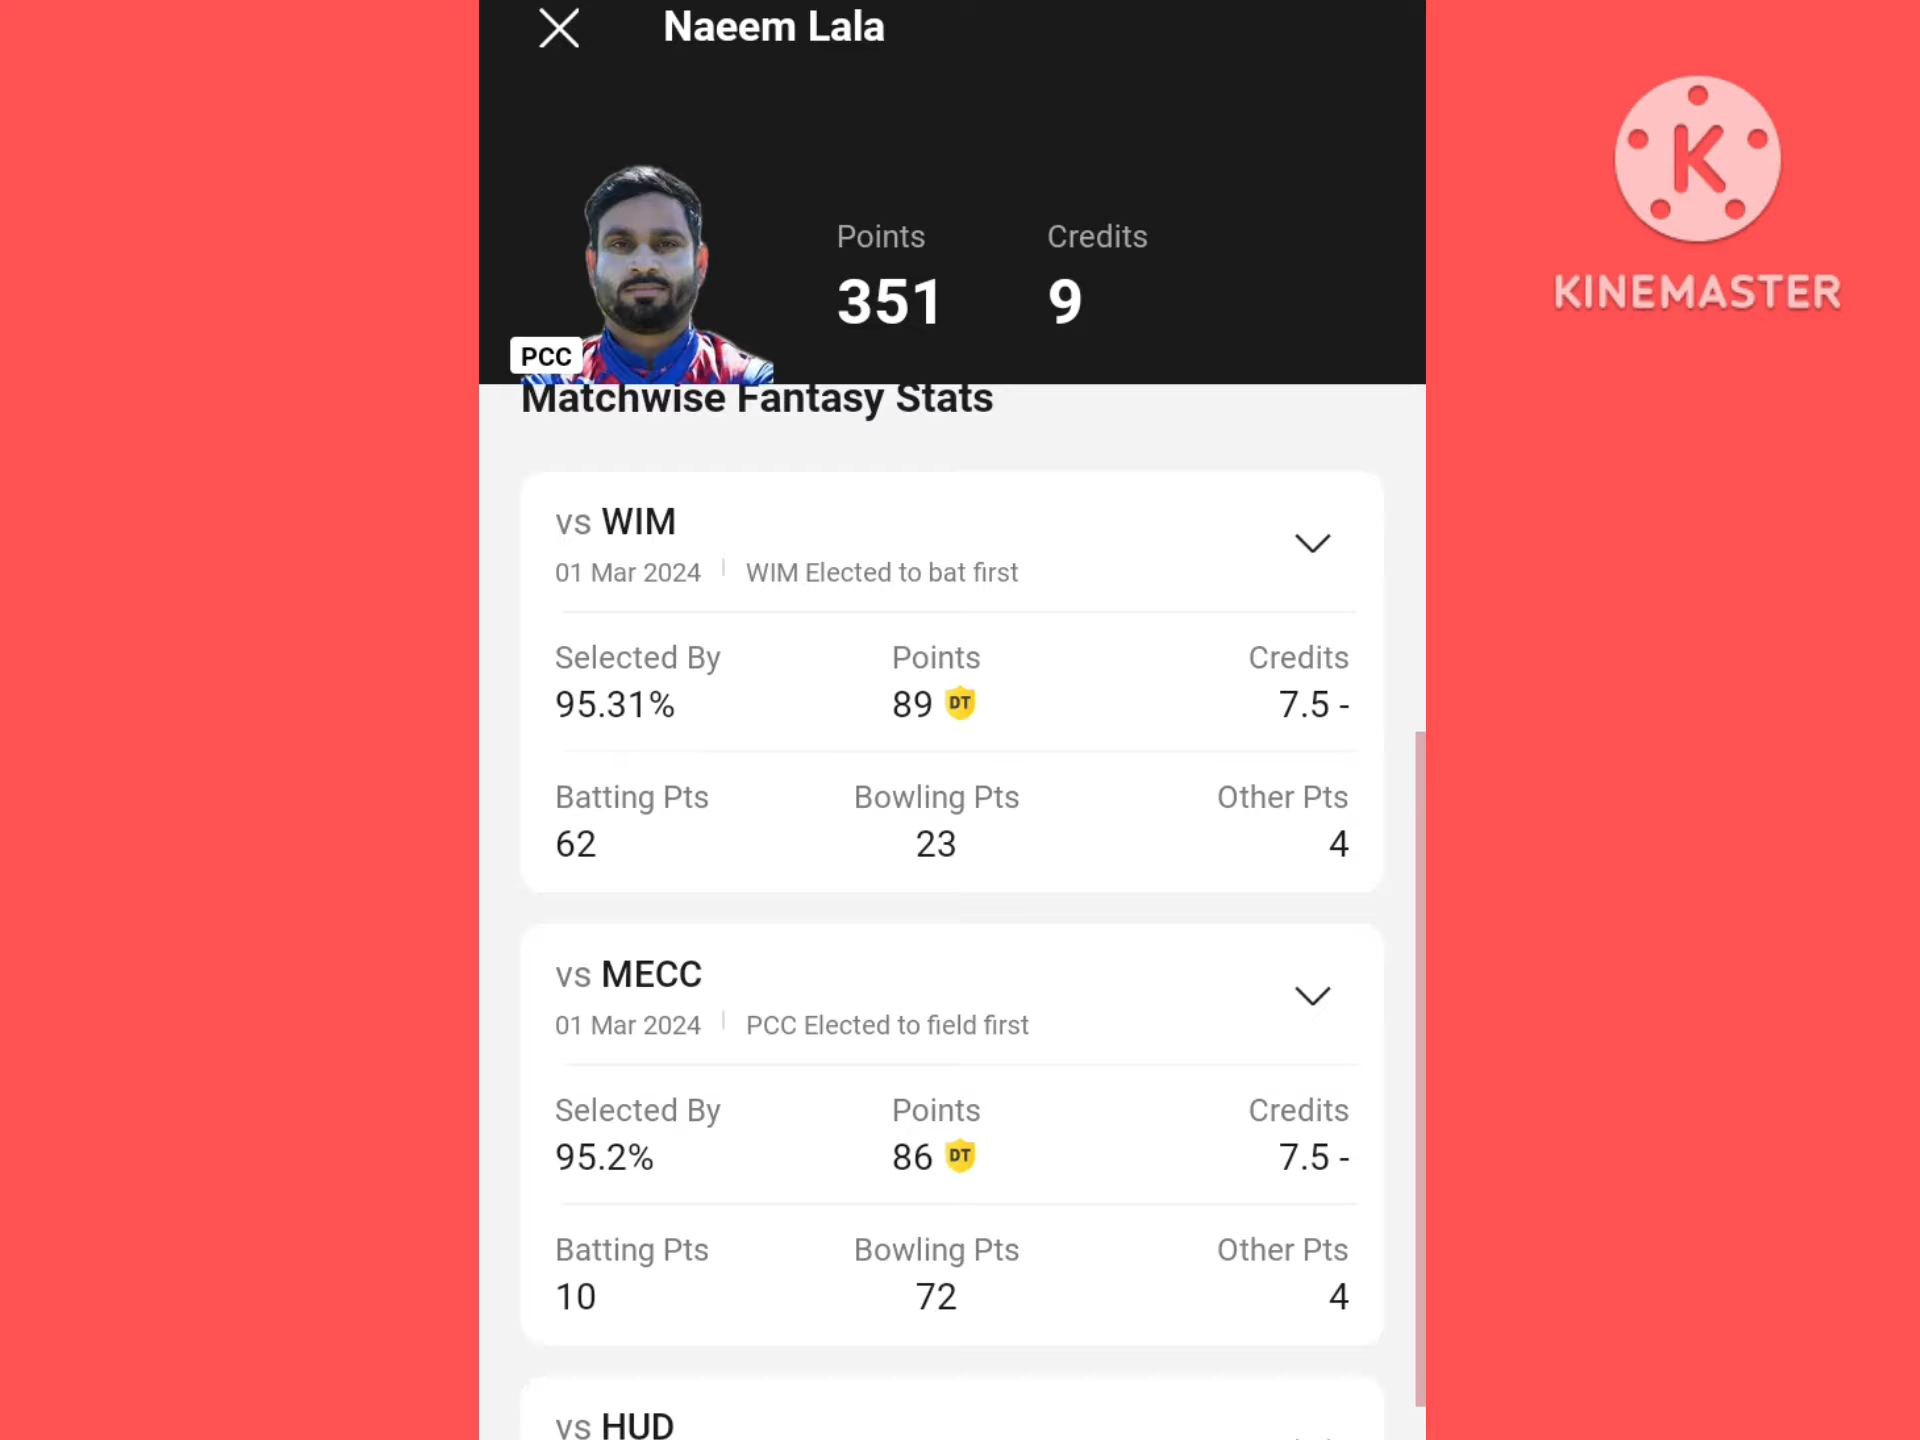 Naeem Lala
K
KINEMASTER
Points
Credits
351
9
PCC
Matchwise Fantasy Stats
vs WIM
01 Mar 2024 WIM Elected to bat first
Selected By Points Credits
95.31% 89 DT 7.5 -
Batting Pts Bowling Pts Other Pts
62 23 4
vs MECC
01 Mar 2024 PCC Elected to field first
Selected By Points Credits
95.2% 86 DT 7.5 -
Batting Pts Bowling Pts Other Pts
10 72 4
vs HUD